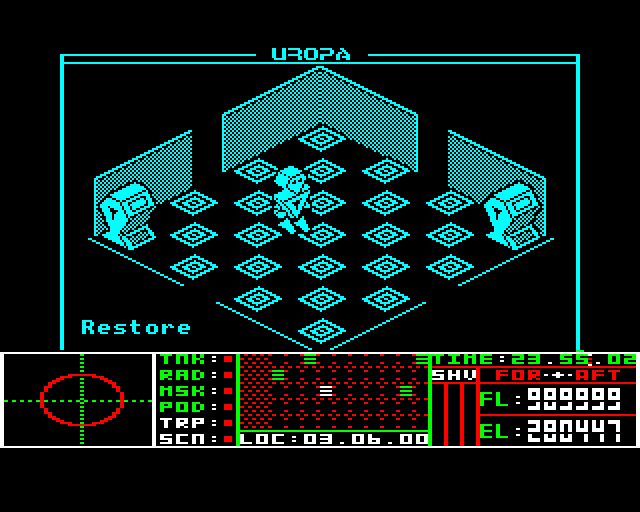 UROPA
Restore
TNK:
RAD:
MSK:
POD:
TRP:
SCN:
LOC:03.06.00
TIME:23.55.02
SHV
FOR-+-AFT
FL:
EL: